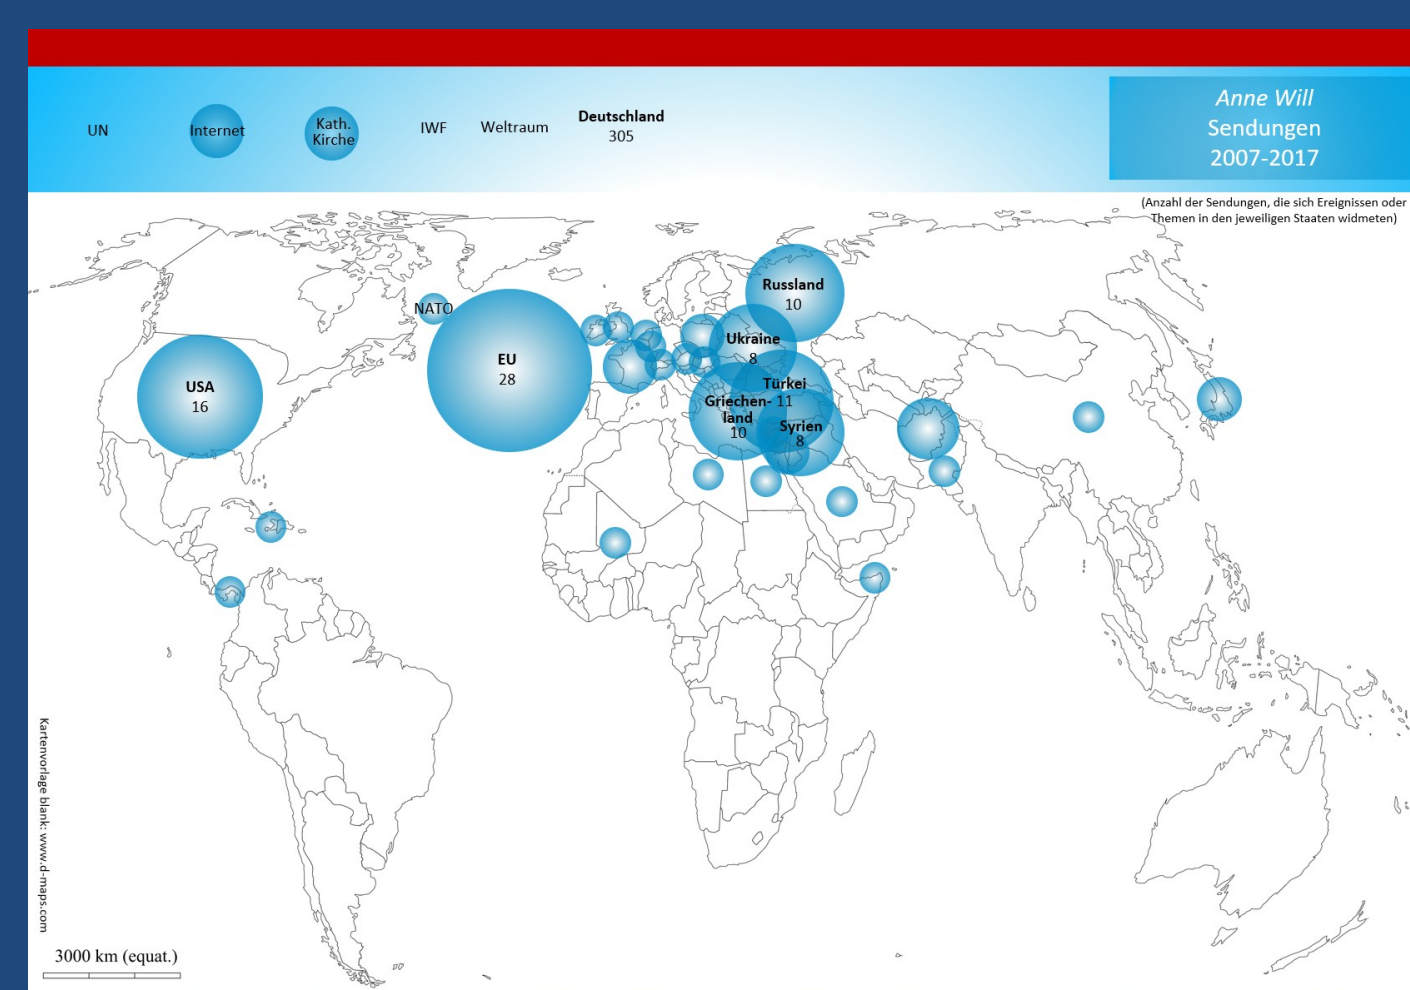 UN
Internet
Kath.
Kirche
IWF
Weltraum
Deutschland
305
Anne Will
Sendungen
2007-2017
(Anzahl der Sendungen, die sich Ereignissen oder
Themen in den jeweiligen Staaten widmeten)
NATO
EU
28
USA
16
Russland
10
Ukraine
8
Türkei
11
Griechen-
land
10
Syrien
8
Kartenvorlage blank: www.d-maps.com
3000 km (equat.)